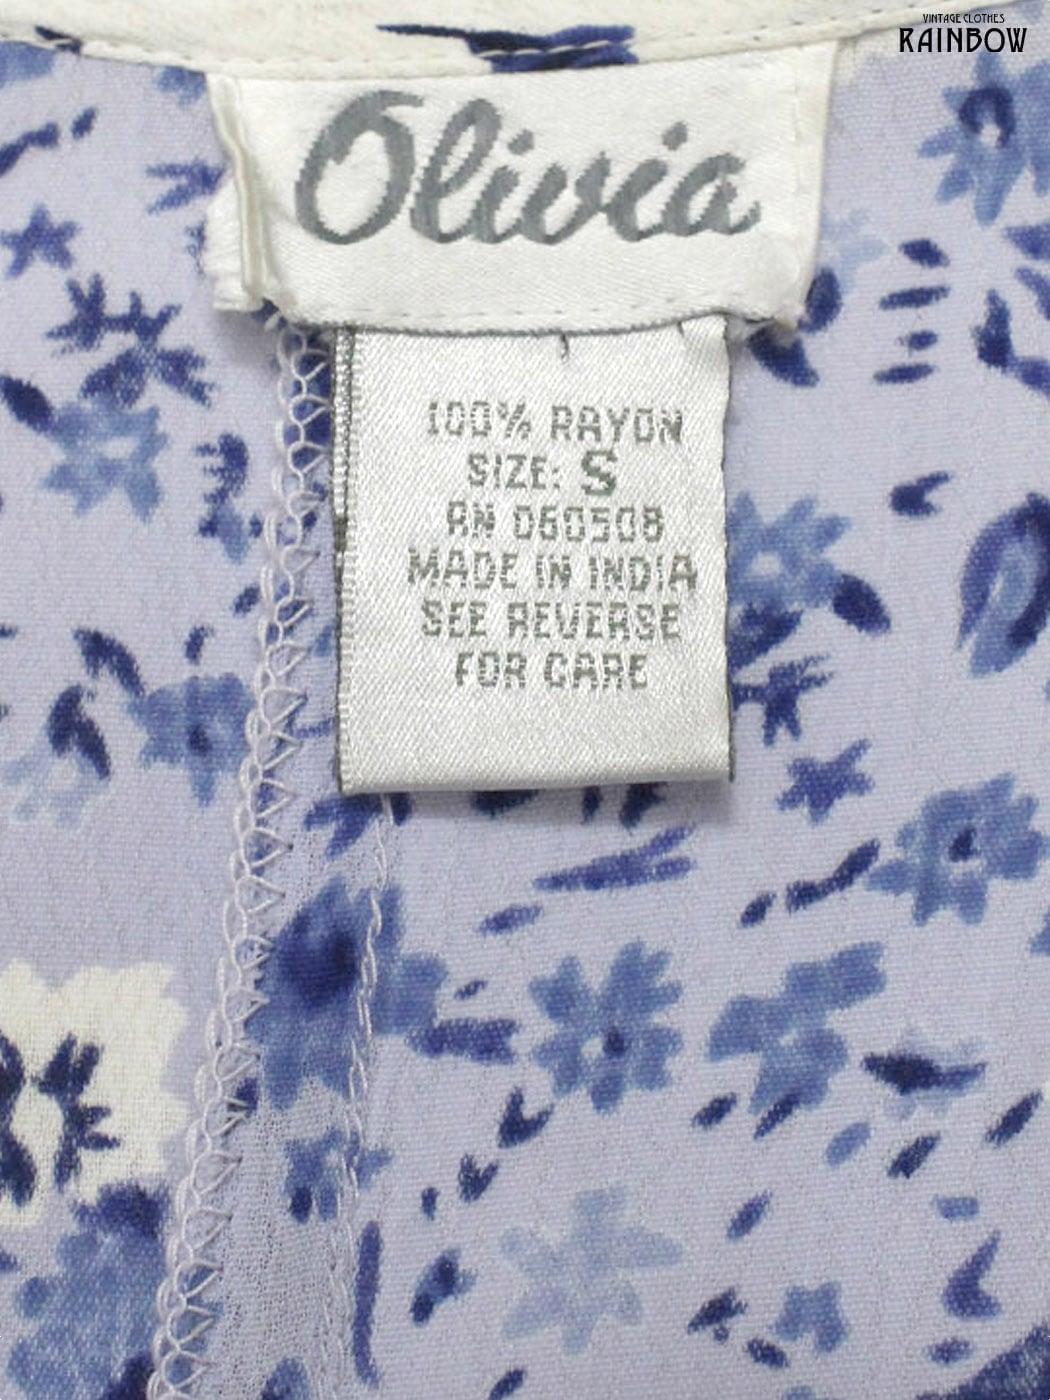 VINTAGE CLOTHES
RAINBOW
Olivia
100% RAYON
SIZE: S
RN 060508
MADE IN INDIA
SEE REVERSE
FOR CARE